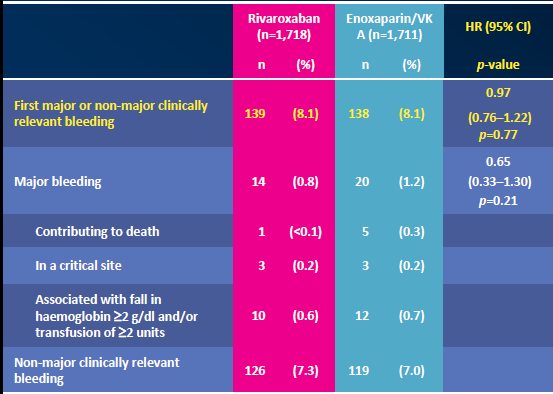 Rivaroxaban (n=1,718) Enoxaparin/VK A (n=1,711) HR (95% CI)
n (%) n (%) p-value
First major or non-major clinically relevant bleeding 139 (8.1) 138 (8.1) 0.97 (0.76–1.22) p=0.77
Major bleeding 14 (0.8) 20 (1.2) 0.65 (0.33–1.30) p=0.21
Contributing to death 1 (<0.1) 5 (0.3)
In a critical site 3 (0.2) 3 (0.2)
Associated with fall in haemoglobin ≥2 g/dl and/or transfusion of ≥2 units 10 (0.6) 12 (0.7)
Non-major clinically relevant bleeding 126 (7.3) 119 (7.0)